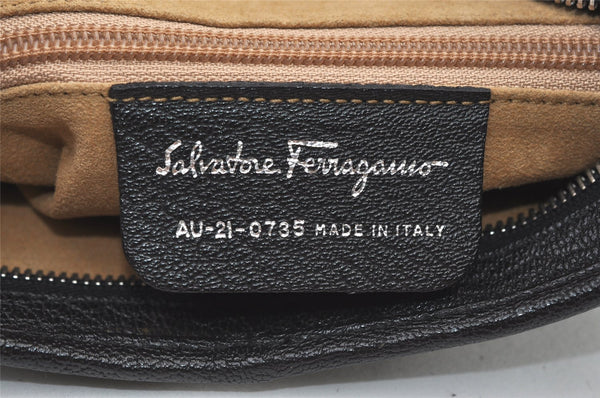 Salvatore Ferragamo
AU-21-0735 MADE IN ITALY